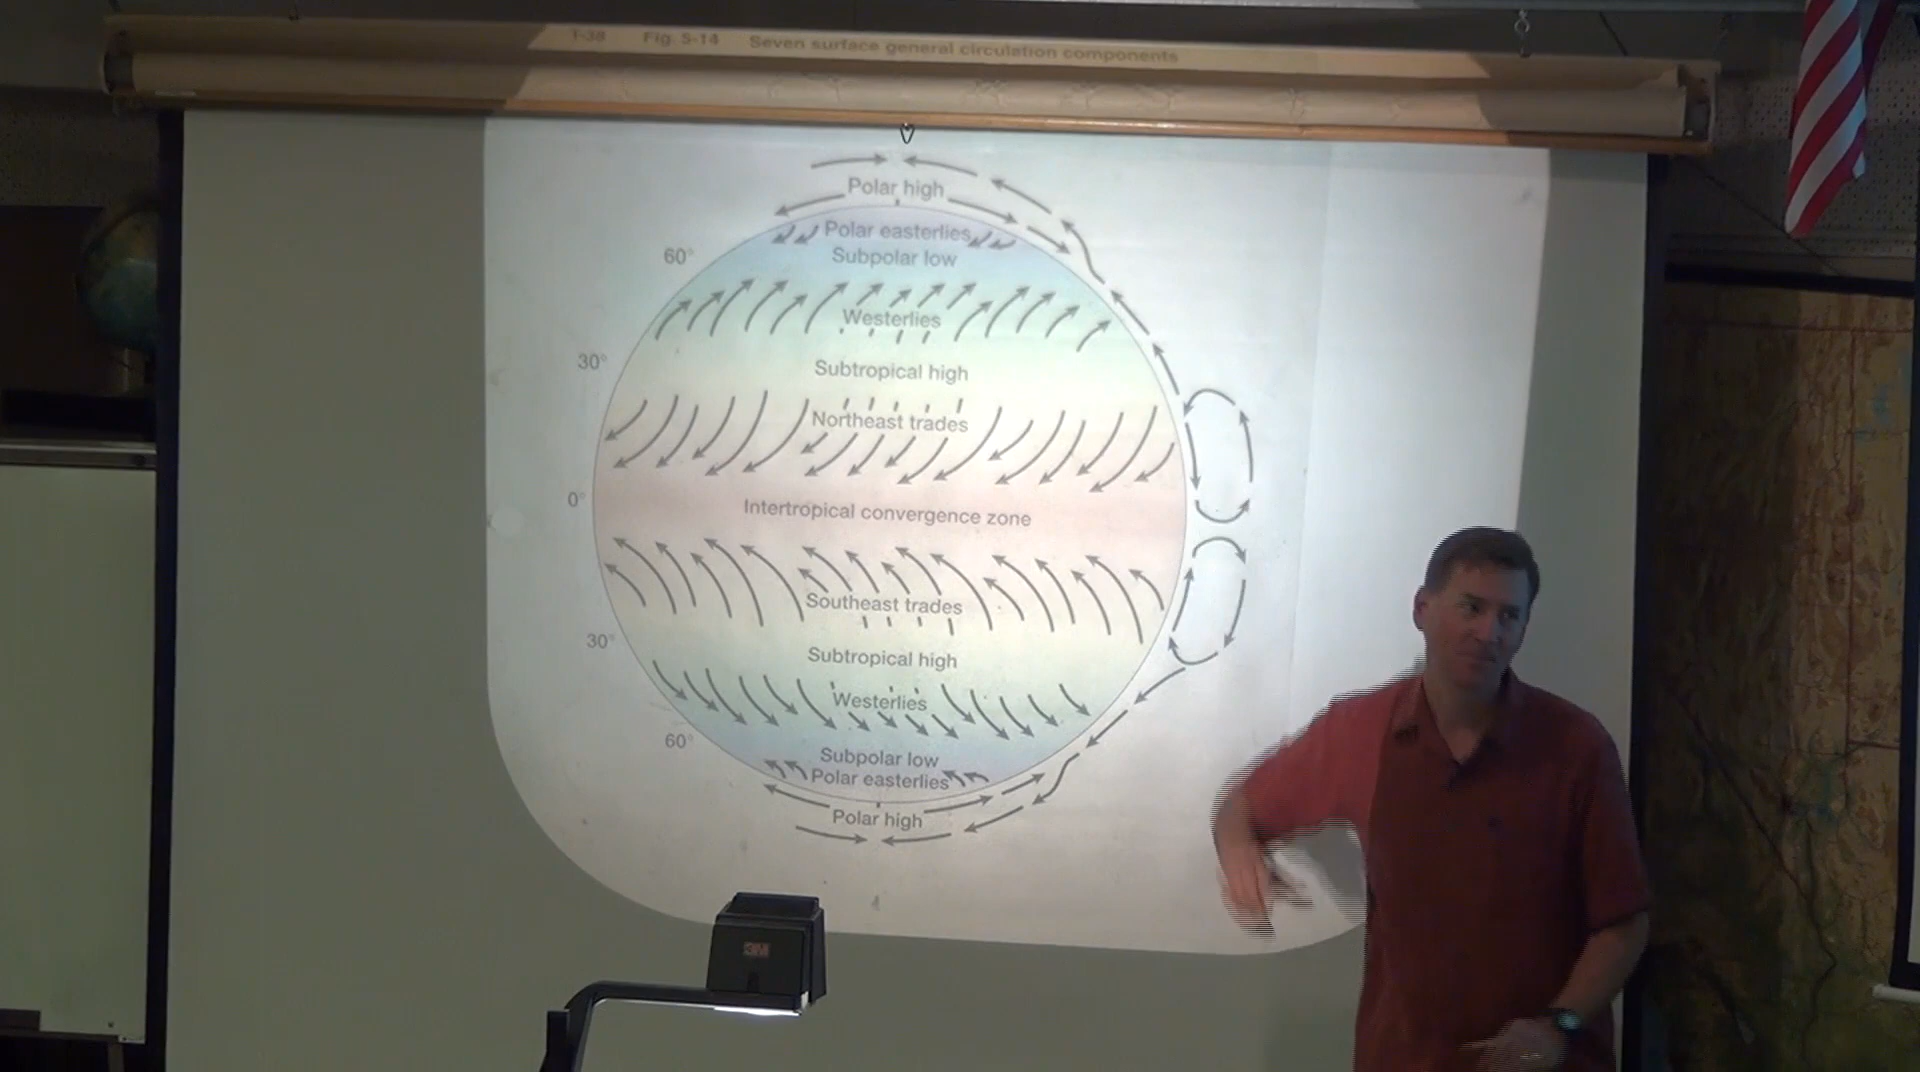 T-38 Fig. 5-14 Seven surface general circulation components
Polar high
Polar easterlies
60°
Subpolar low
Westerlies
30°
Subtropical high
Northeast trades
0°
Intertropical convergence zone
Southeast trades
30°
Subtropical high
Westerlies
60°
Subpolar low
Polar easterlies
Polar high
3M